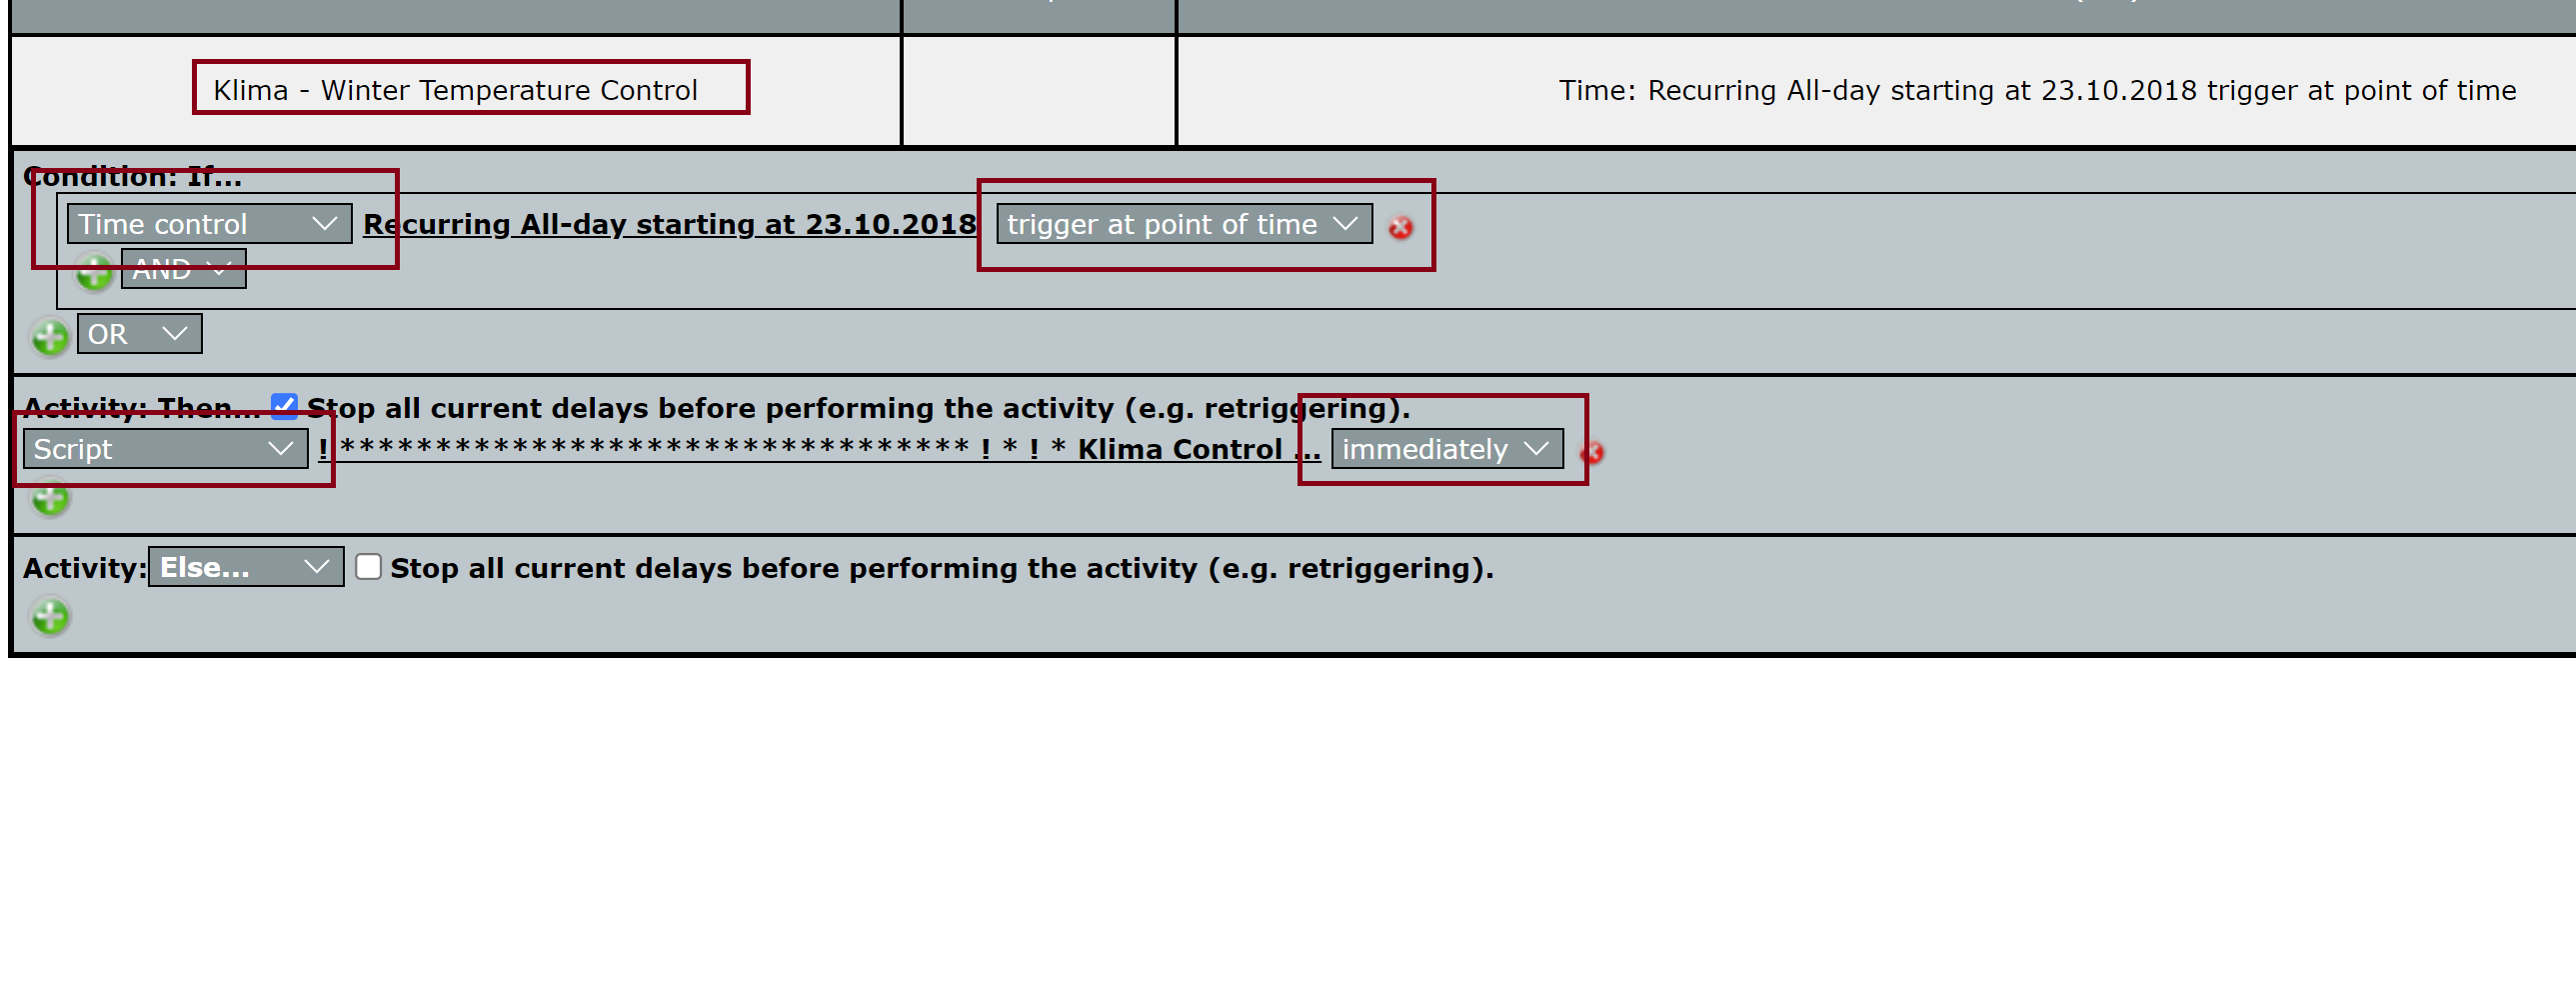 Klima - Winter Temperature Control
Time: Recurring All-day starting at 23.10.2018 trigger at point of time
Condition: If...
Time control Recurring All-day starting at 23.10.2018 trigger at point of time
AND
OR
Activity: Then... Stop all current delays before performing the activity (e.g. retriggering).
Script ! ********************************* ! * ! * Klima Control ... immediately
Activity: Else... Stop all current delays before performing the activity (e.g. retriggering).